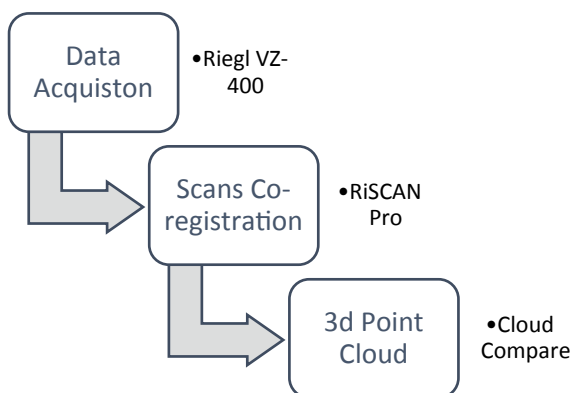 Data
Acquiston
•Riegl VZ-
400
Scans Co-
registration
•RiSCAN
Pro
3d Point
Cloud
•Cloud
Compare